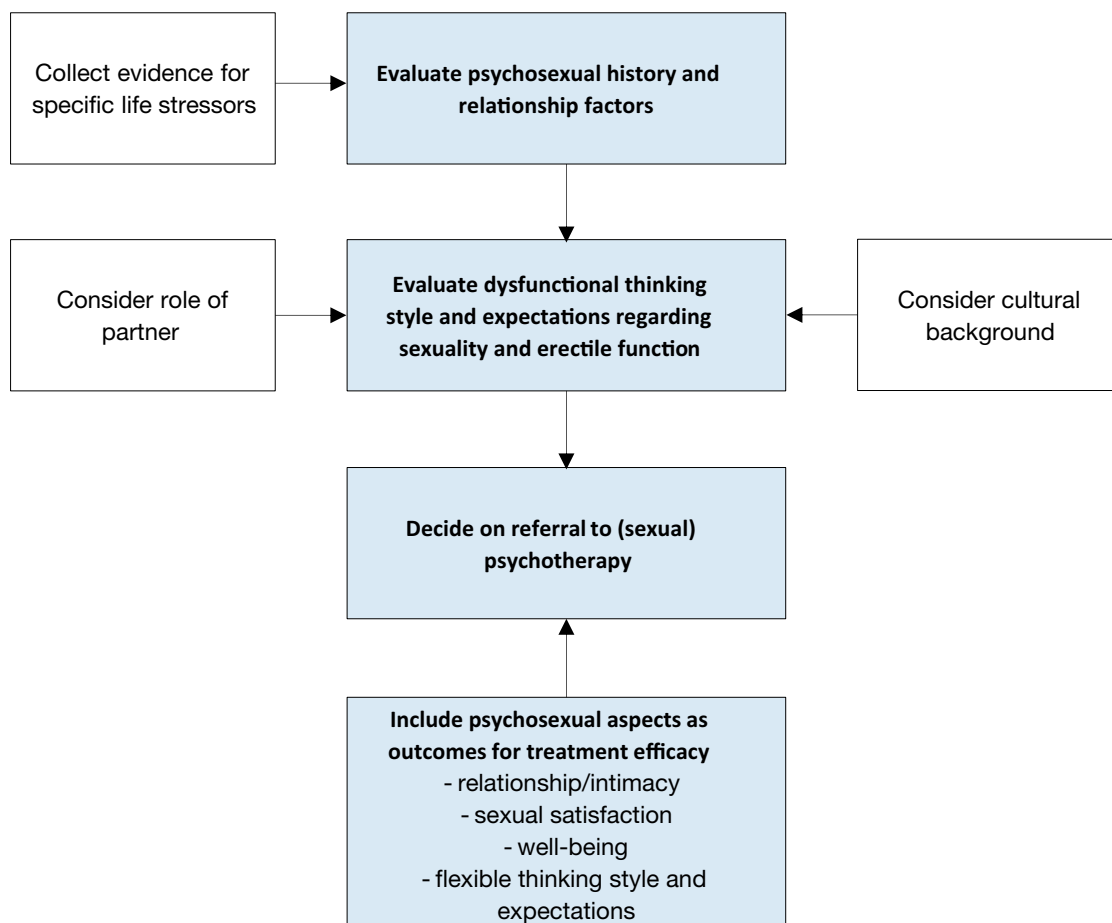 Collect evidence for
specific life stressors
Evaluate psychosexual history and
relationship factors
Consider role of
partner
Evaluate dysfunctional thinking
style and expectations regarding
sexuality and erectile function
Consider cultural
background
Decide on referral to (sexual)
psychotherapy
Include psychosexual aspects as
outcomes for treatment efficacy
- relationship/intimacy
- sexual satisfaction
- well-being
- flexible thinking style and
expectations